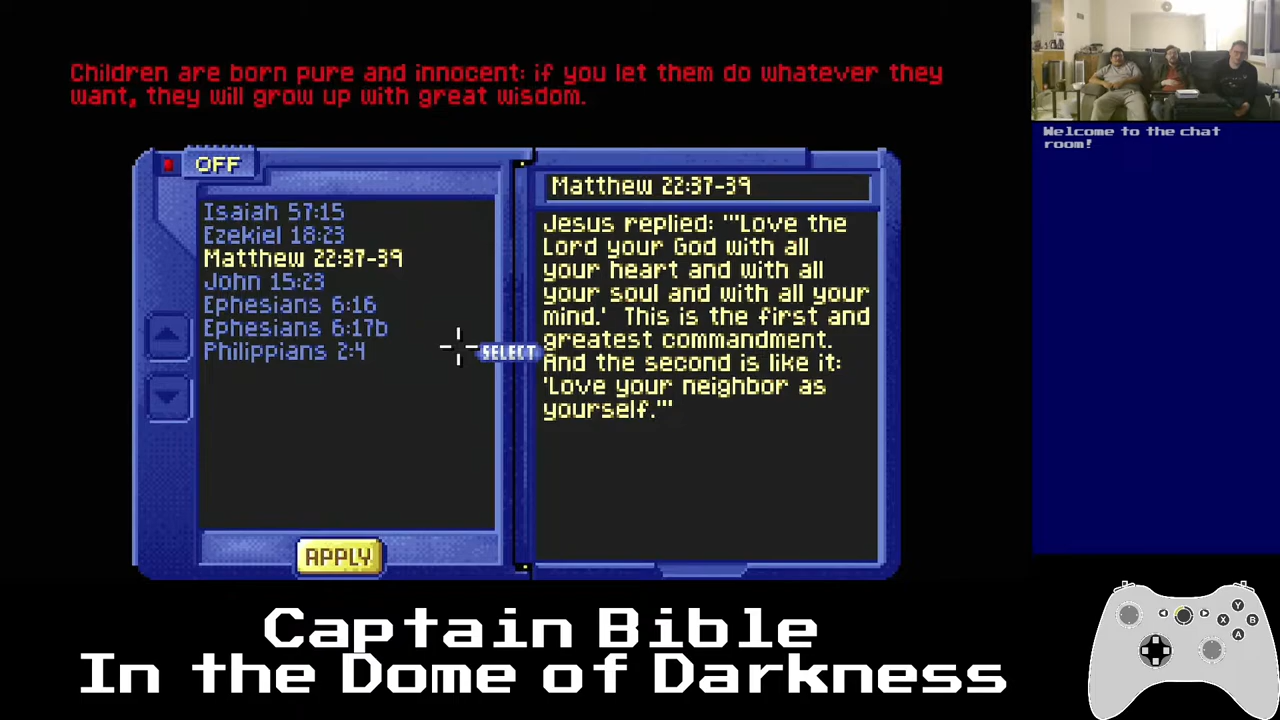 Children are born pure and innocent: if you let them do whatever they
want, they will grow up with great wisdom.
OFF
Isaiah 57:15
Ezekiel 18:23
Matthew 22:37-39
John 15:23
Ephesians 6:16
Ephesians 6:17b
Philippians 2:4
SELECT
APPLY
Matthew 22:37-39
Jesus replied: "'Love the
Lord your God with all
your heart and with all
your soul and with all your
mind.' This is the first and
greatest commandment.
And the second is like it:
'Love your neighbor as
yourself.'"
Welcome to the chat
room!
Captain Bible
In the Dome of Darkness
Y
X
B
A